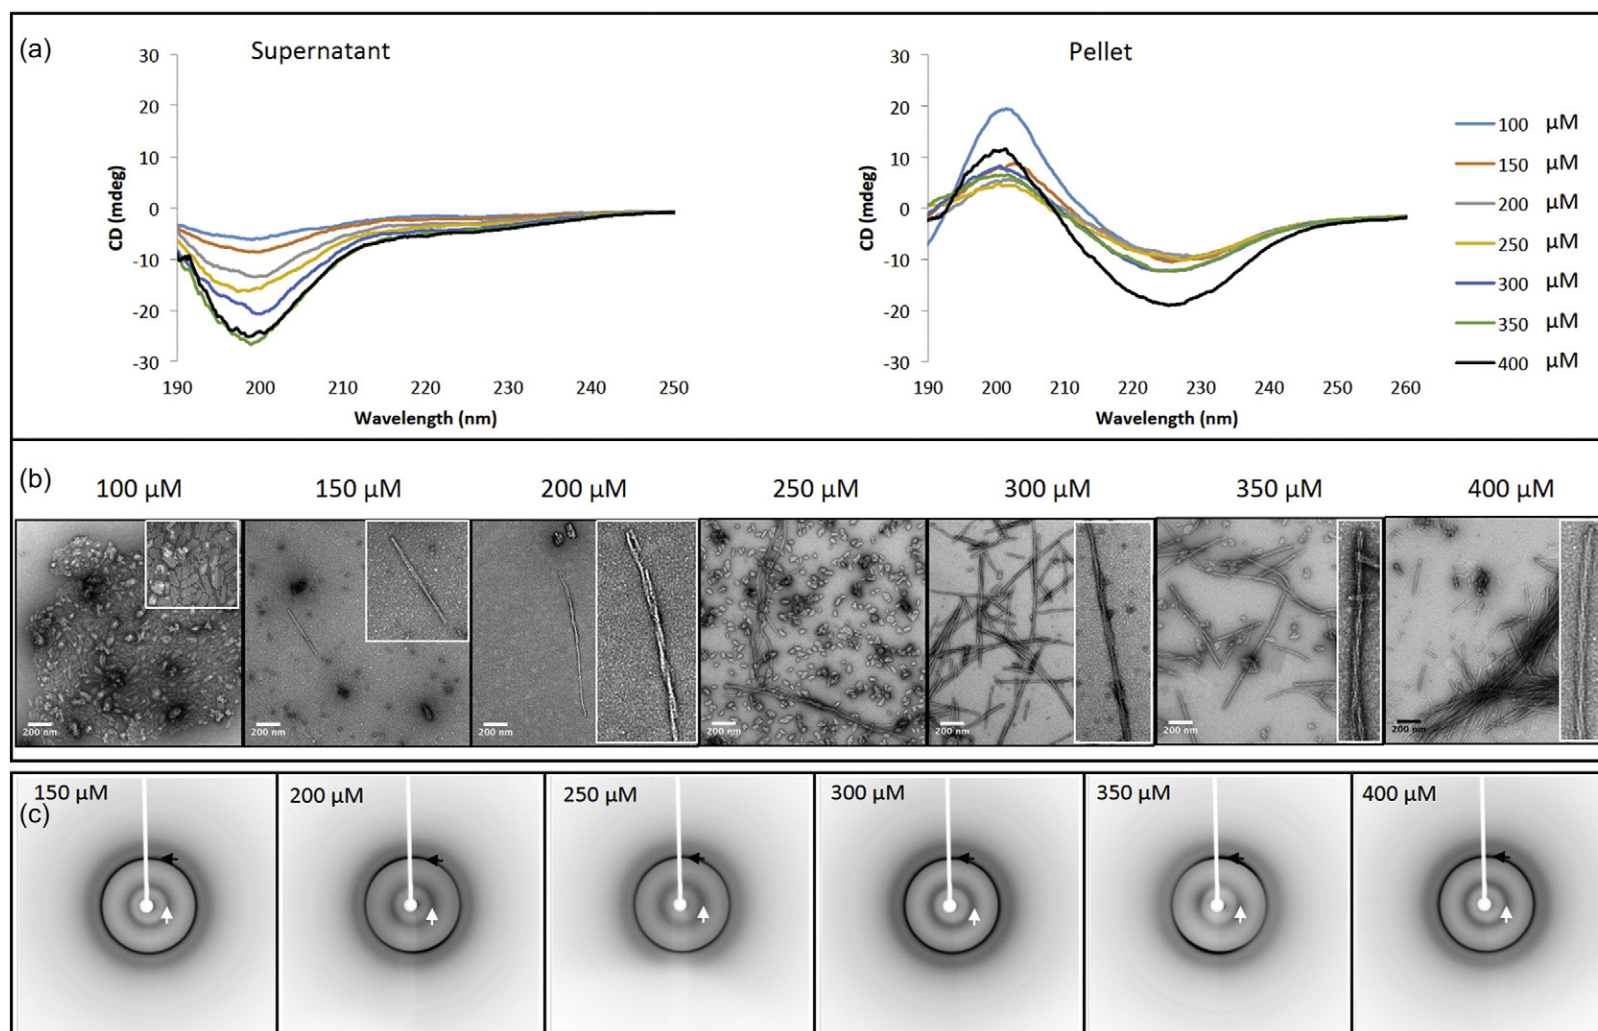 (a)
Supernatant
Pellet
30
20
10
0
-10
-20
-30
CD (mdeg)
190 200 210 220 230 240 250
Wavelength (nm)
30
20
10
0
-10
-20
-30
CD (mdeg)
190 200 210 220 230 240 250 260
Wavelength (nm)
100 µM
150 µM
200 µM
250 µM
300 µM
350 µM
400 µM
(b)
100 µM 150 µM 200 µM 250 µM 300 µM 350 µM 400 µM
200 nm 200 nm 200 nm 200 nm 200 nm 200 nm 200 nm
(c)
150 µM 200 µM 250 µM 300 µM 350 µM 400 µM